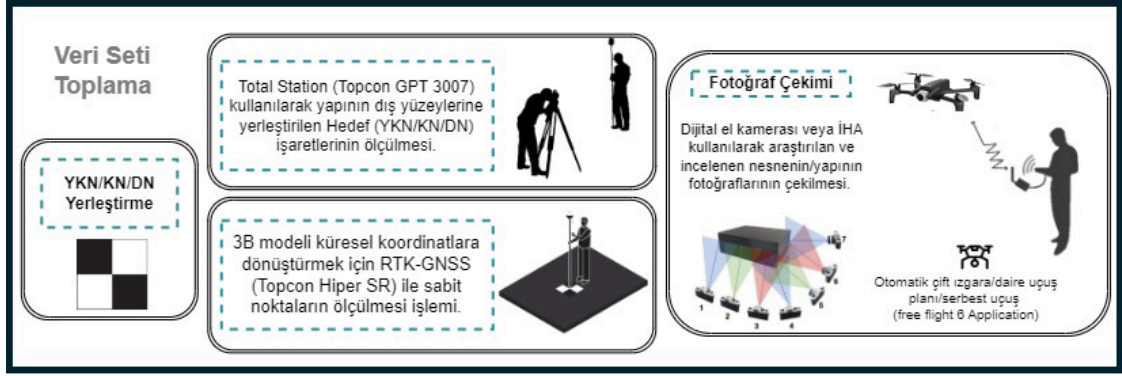 Veri Seti
Toplama
YKN/KN/DN
Yerleştirme
Total Station (Topcon GPT 3007)
kullanılarak yapının dış yüzeylerine
yerleştirilen Hedef (YKN/KN/DN)
işaretlerinin ölçülmesi.
3B modeli küresel koordinatlara
dönüştürmek için RTK-GNSS
(Topcon Hiper SR) ile sabit
noktaların ölçülmesi işlemi.
Fotoğraf Çekimi
Dijital el kamerası veya İHA
kullanılarak araştırılan ve
incelenen nesnenin/yapının
fotoğraflarının çekilmesi.
1 2 3 4 5 6 7
Otomatik çift ızgara/daire uçuş
planı/serbest uçuş
(free flight 6 Application)